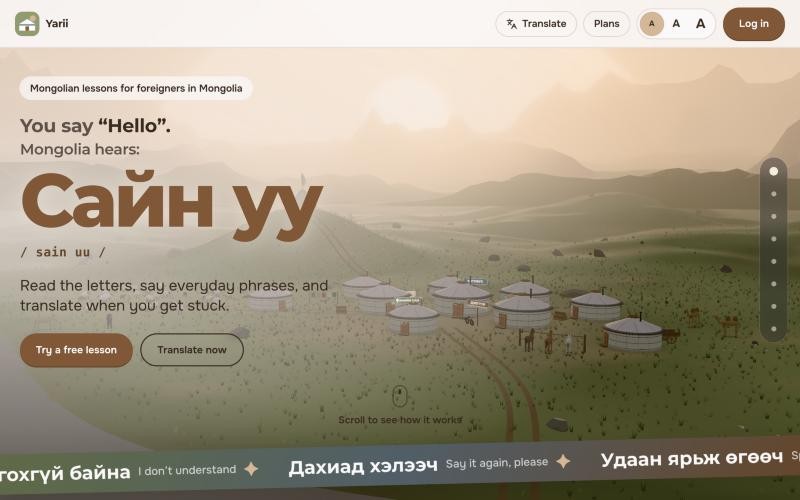 Yarii
Translate
Plans
A A A
Log in
Mongolian lessons for foreigners in Mongolia
You say “Hello”.
Mongolia hears:
Сайн уу
/ sain uu /
Read the letters, say everyday phrases, and
translate when you get stuck.
Try a free lesson
Translate now
Scroll to see how it works
гохгүй байна I don’t understand Дахиад хэлээч Say it again, please Удаан ярьж өгөөч